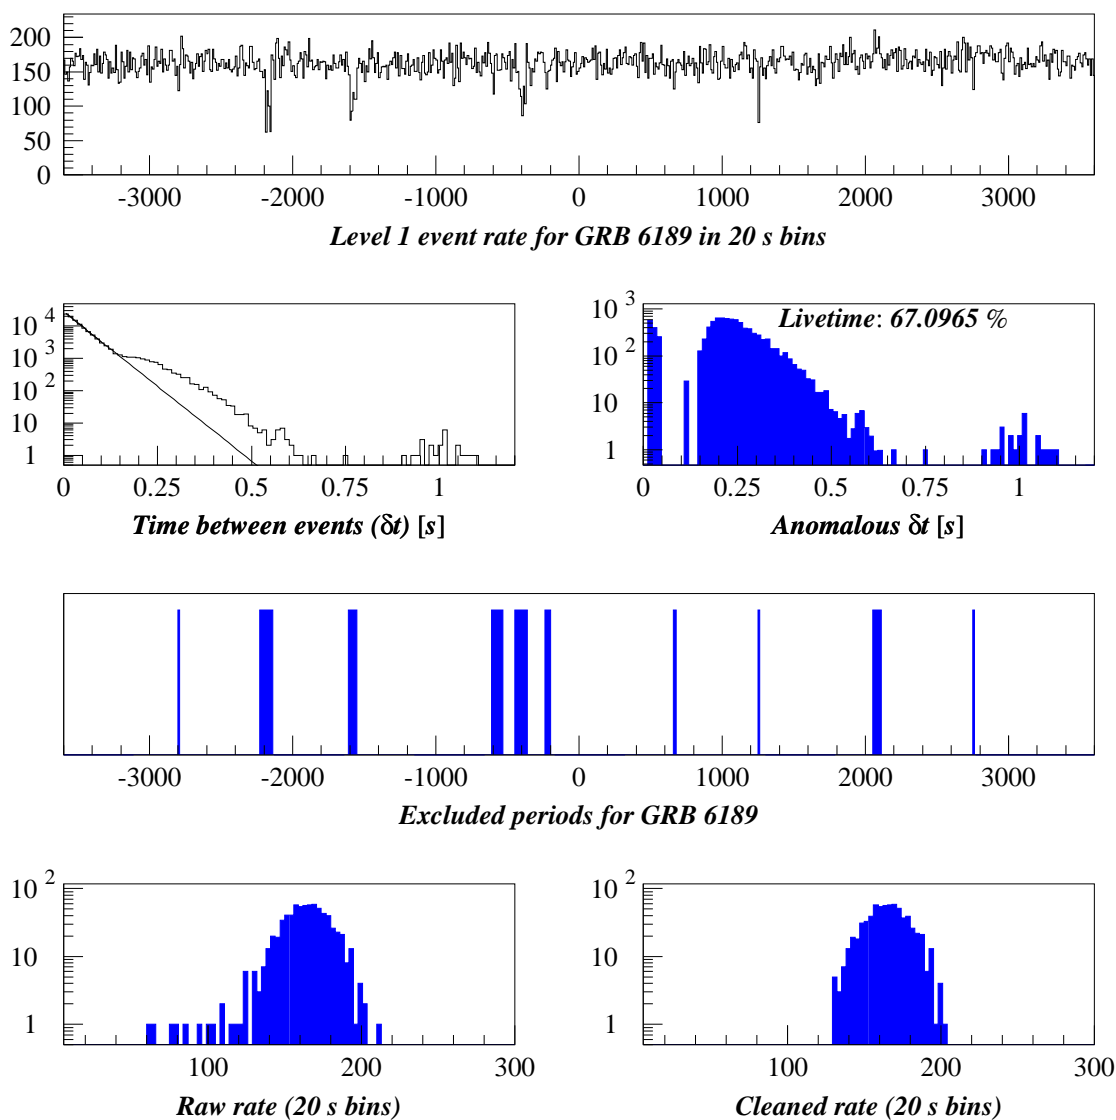 200
150
100
50
0
-3000 -2000 -1000 0 1000 2000 3000
Level 1 event rate for GRB 6189 in 20 s bins
10 4
10 3
10 2
10
1
0 0.25 0.5 0.75 1
Time between events (δt) [s]
10 3
10 2
10
1
Livetime: 67.0965 %
0 0.25 0.5 0.75 1
Anomalous δt [s]
-3000 -2000 -1000 0 1000 2000 3000
Excluded periods for GRB 6189
10 2
10
1
100 200 300
Raw rate (20 s bins)
10 2
10
1
100 200 300
Cleaned rate (20 s bins)